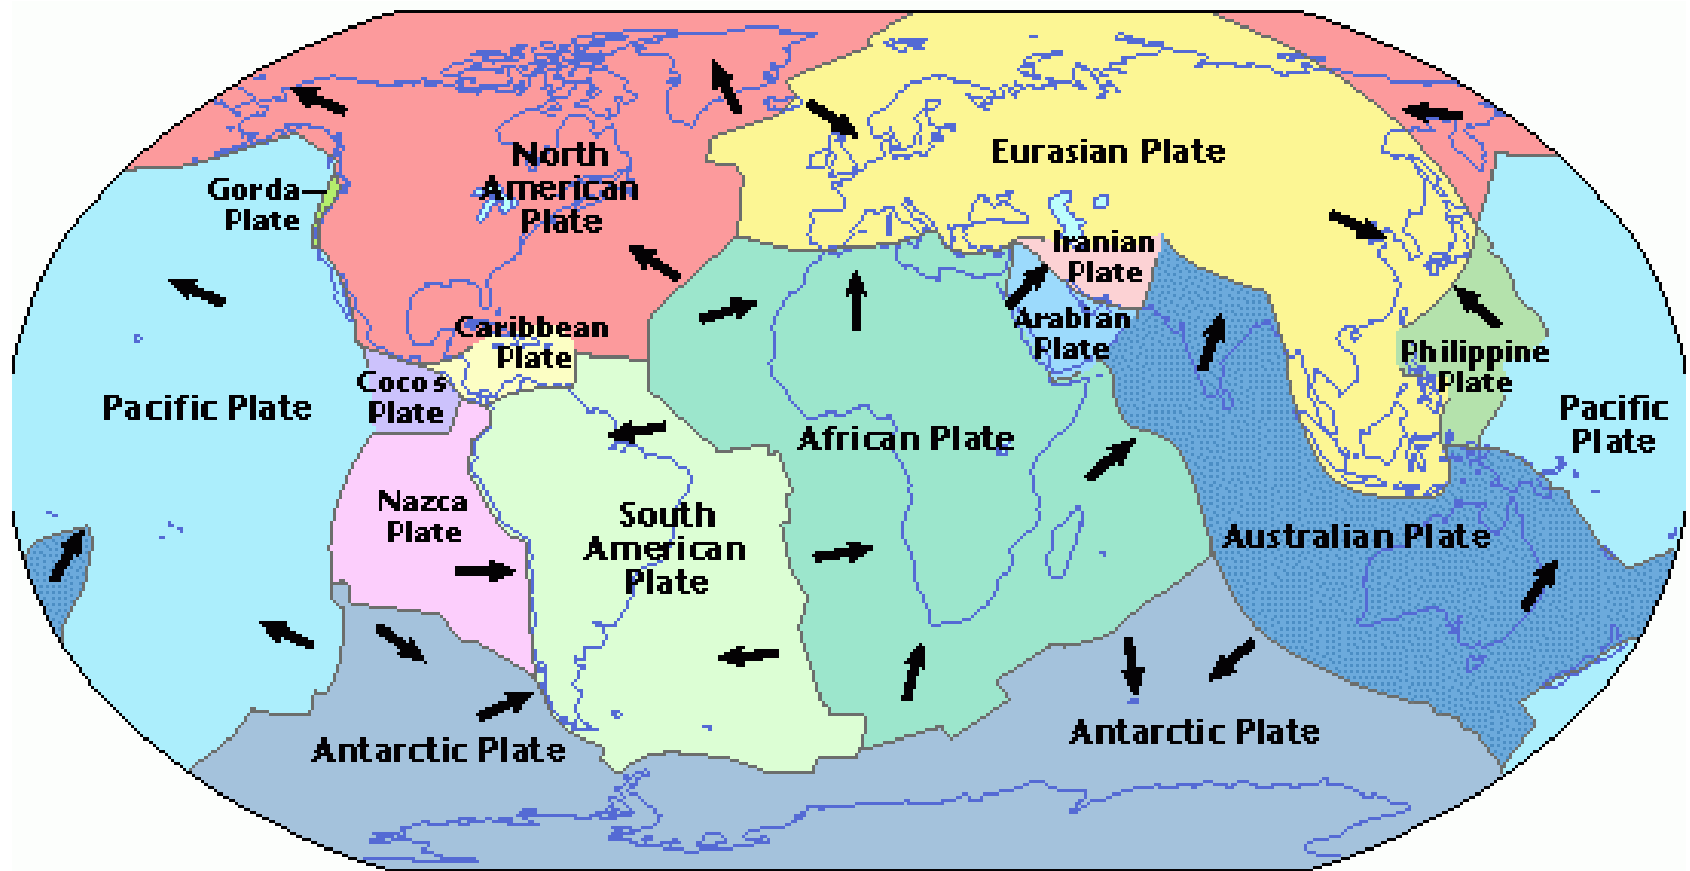 North
American
Plate
Eurasian Plate
Gorda
Plate
Iranian
Plate
Caribbean
Plate
Arabian
Plate
Philippine
Plate
Cocos
Plate
Pacific Plate
African Plate
Pacific
Plate
Nazca
Plate
South
American
Plate
Australian Plate
Antarctic Plate
Antarctic Plate